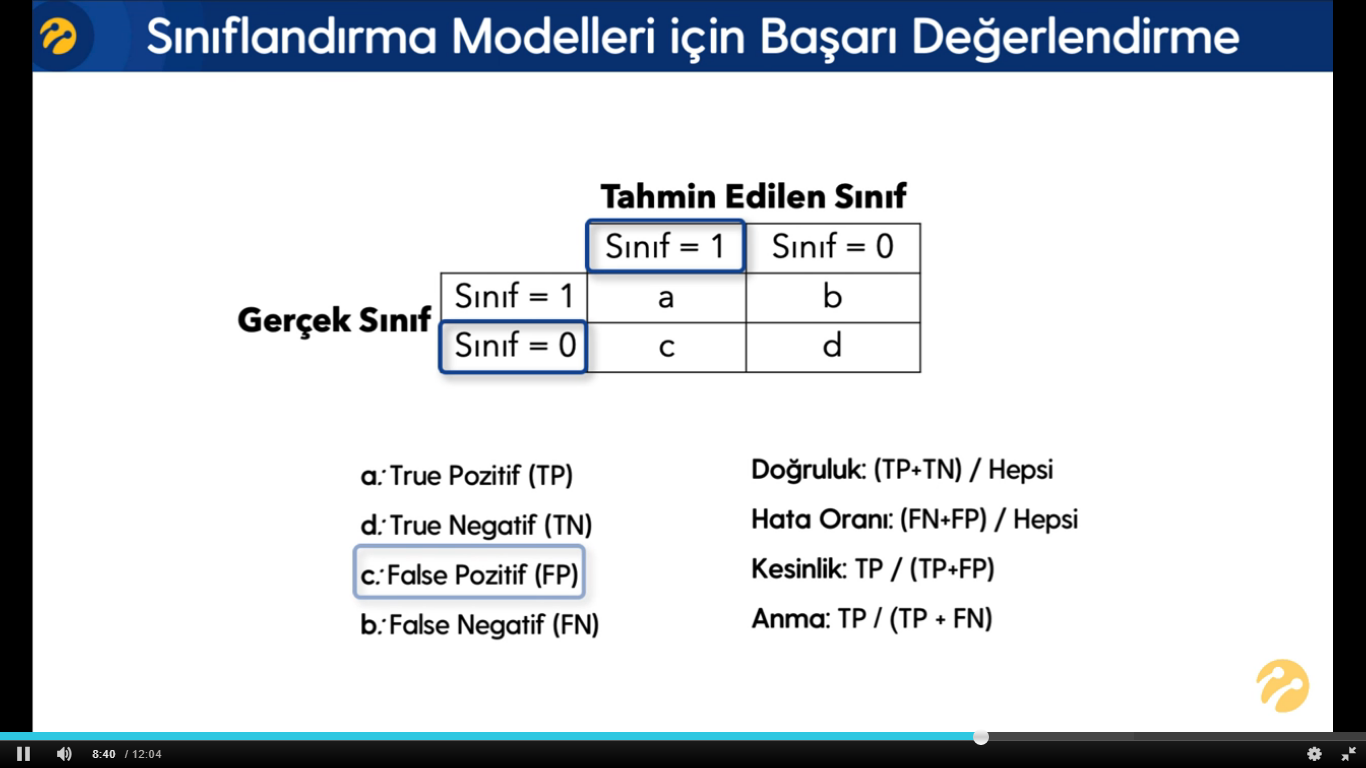 Sınıflandırma Modelleri için Başarı Değerlendirme
Tahmin Edilen Sınıf
Sınıf = 1 Sınıf = 0
Gerçek Sınıf
Sınıf = 1 a b
Sınıf = 0 c d
a: True Pozitif (TP)
d: True Negatif (TN)
c: False Pozitif (FP)
b: False Negatif (FN)
Doğruluk: (TP+TN) / Hepsi
Hata Oranı: (FN+FP) / Hepsi
Kesinlik: TP / (TP+FP)
Anma: TP / (TP + FN)
8:40 / 12:04